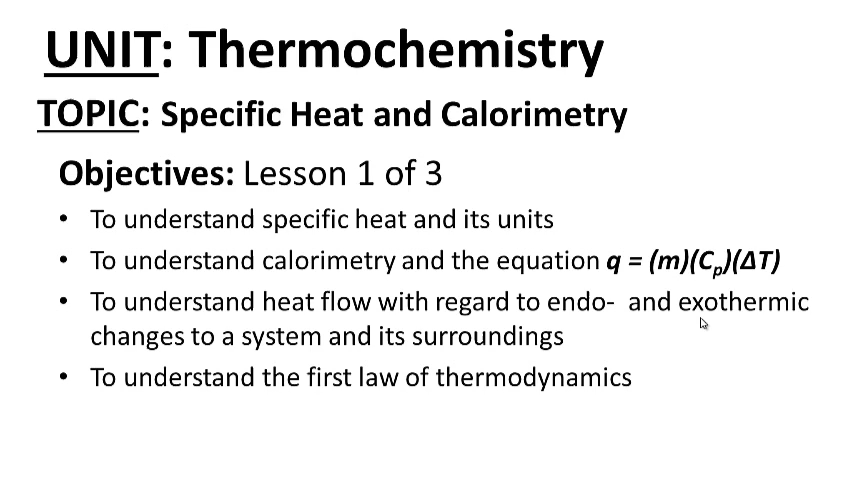 UNIT: Thermochemistry
TOPIC: Specific Heat and Calorimetry
Objectives: Lesson 1 of 3
• To understand specific heat and its units
• To understand calorimetry and the equation q = (m)(Cp)(ΔT)
• To understand heat flow with regard to endo- and exothermic
changes to a system and its surroundings
• To understand the first law of thermodynamics